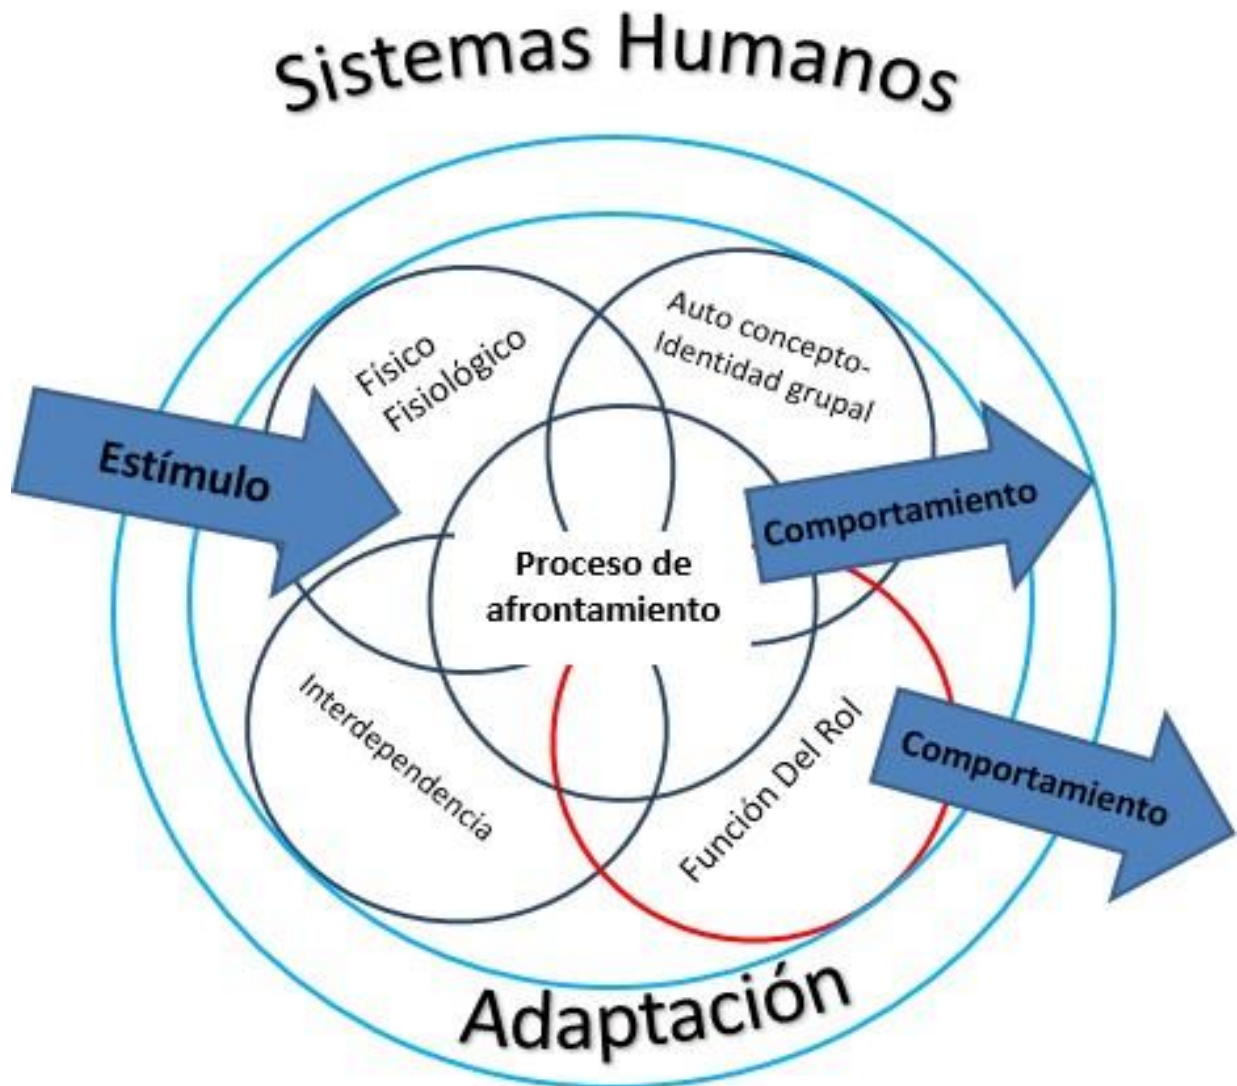 Sistemas Humanos
Físico
Fisiológico
Auto concepto-
Identidad grupal
Estímulo
Comportamiento
Proceso de
afrontamiento
Interdependencia
Función Del Rol
Comportamiento
Adaptación